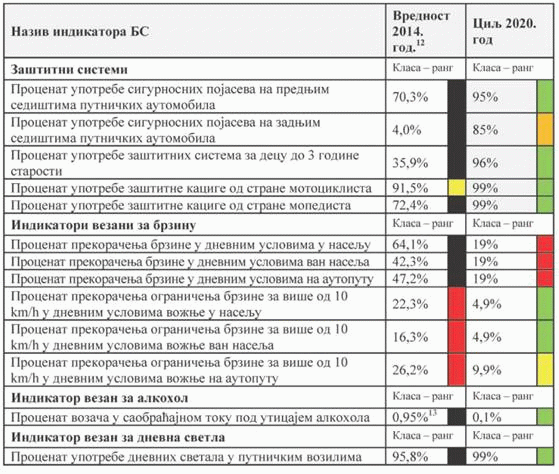 Назив индикатора БС
Вредност
2014.
год.12
Циљ 2020.
год
Заштитни системи
Класа – ранг
Класа – ранг
Проценат употребе сигурносних појасева на предњим
седиштима путничких аутомобила
70,3%
95%
Проценат употребе сигурносних појасева на задњим
седиштима путничких аутомобила
4,0%
85%
Проценат употребе заштитних система за децу до 3 године
старости
35,9%
96%
Проценат употребе заштитне кациге од стране мотоциклиста
91,5%
99%
Проценат употребе заштитне кациге од стране мопедиста
72,4%
99%
Индикатори везани за брзину
Класа – ранг
Класа – ранг
Проценат прекорачења брзине у дневним условима у насељу
64,1%
19%
Проценат прекорачења брзине у дневним условима ван насеља
42,3%
19%
Проценат прекорачења брзине у дневним условима на аутопуту
47,2%
19%
Проценат прекорачења ограничења брзине за више од 10
km/h у дневним условима вожње у насељу
22,3%
4,9%
Проценат прекорачења ограничења брзине за више од 10
km/h у дневним условима вожње ван насеља
16,3%
4,9%
Проценат прекорачења ограничења брзине за више од 10
km/h у дневним условима вожње на аутопуту
26,2%
9,9%
Индикатор везан за алкохол
Класа – ранг
Класа – ранг
Проценат возача у саобраћајном току под утицајем алкохола
0,95%13
0,1%
Индикатор везан за дневна светла
Класа – ранг
Класа – ранг
Проценат употребе дневних светала у путничким возилима
95,8%
99%